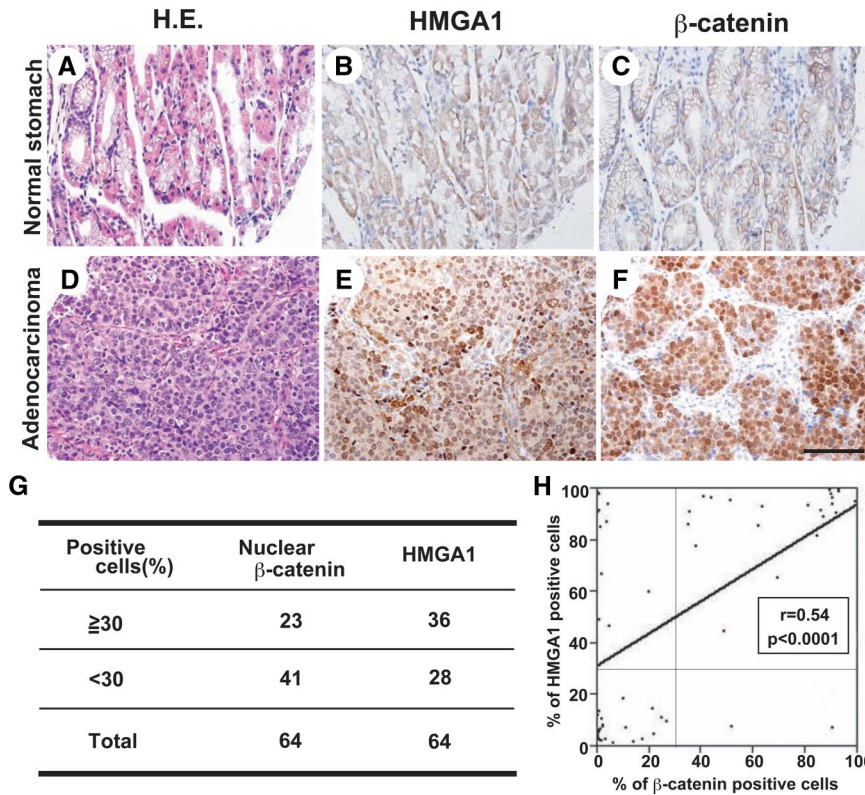 H.E.
HMGA1
β-catenin
Normal stomach
A
B
C
Adenocarcinoma
D
E
F
G
Positive cells(%)
Nuclear β-catenin
HMGA1
≧30
23
36
<30
41
28
Total
64
64
H
% of HMGA1 positive cells
100
80
60
40
20
0
r=0.54
p<0.0001
0
20
40
60
80
100
% of β-catenin positive cells